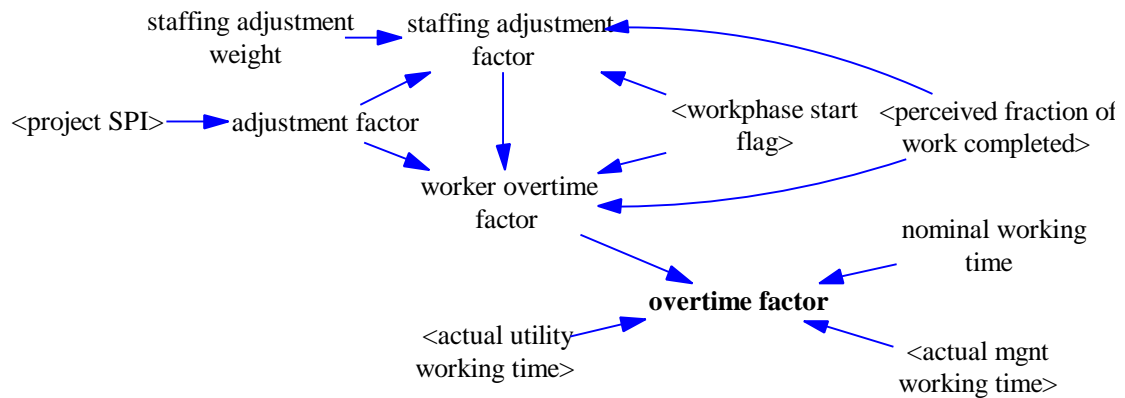 staffing adjustment
weight
staffing adjustment
factor
<project SPI>
adjustment factor
<workphase start
flag>
<perceived fraction of
work completed>
worker overtime
factor
nominal working
time
overtime factor
<actual utility
working time>
<actual mgnt
working time>